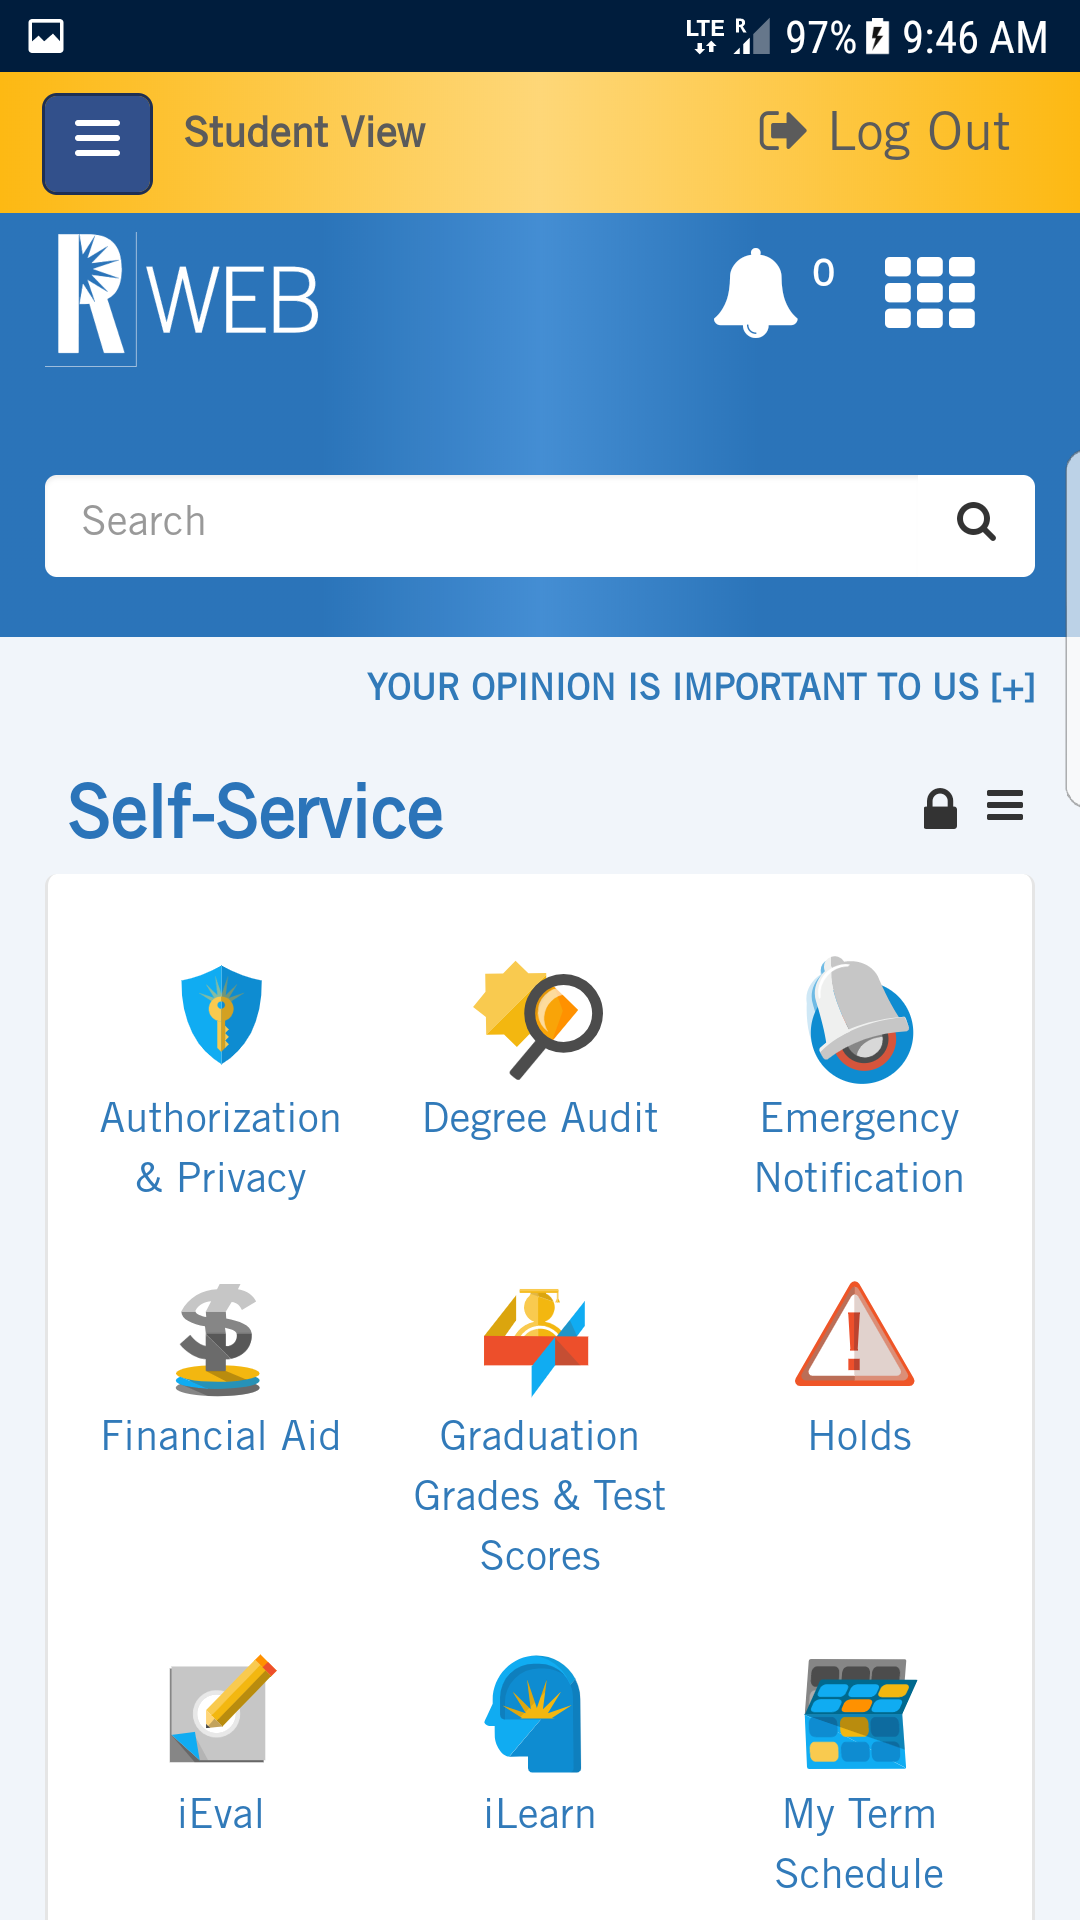 LTE R 97% 9:46 AM
Student View
Log Out
R WEB
0
Search
YOUR OPINION IS IMPORTANT TO US [+]
Self-Service
Authorization
& Privacy
Degree Audit
Emergency
Notification
Financial Aid
Graduation
Grades & Test
Scores
Holds
iEval
iLearn
My Term
Schedule